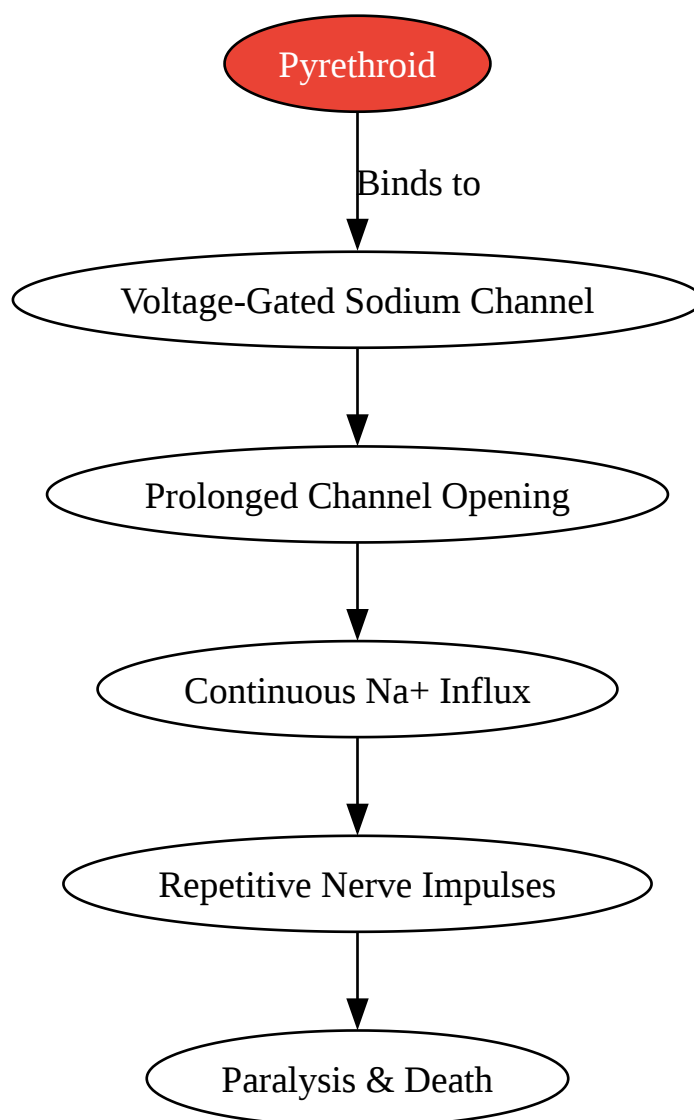 Pyrethroid
Binds to
Voltage-Gated Sodium Channel
Prolonged Channel Opening
Continuous Na+ Influx
Repetitive Nerve Impulses
Paralysis & Death